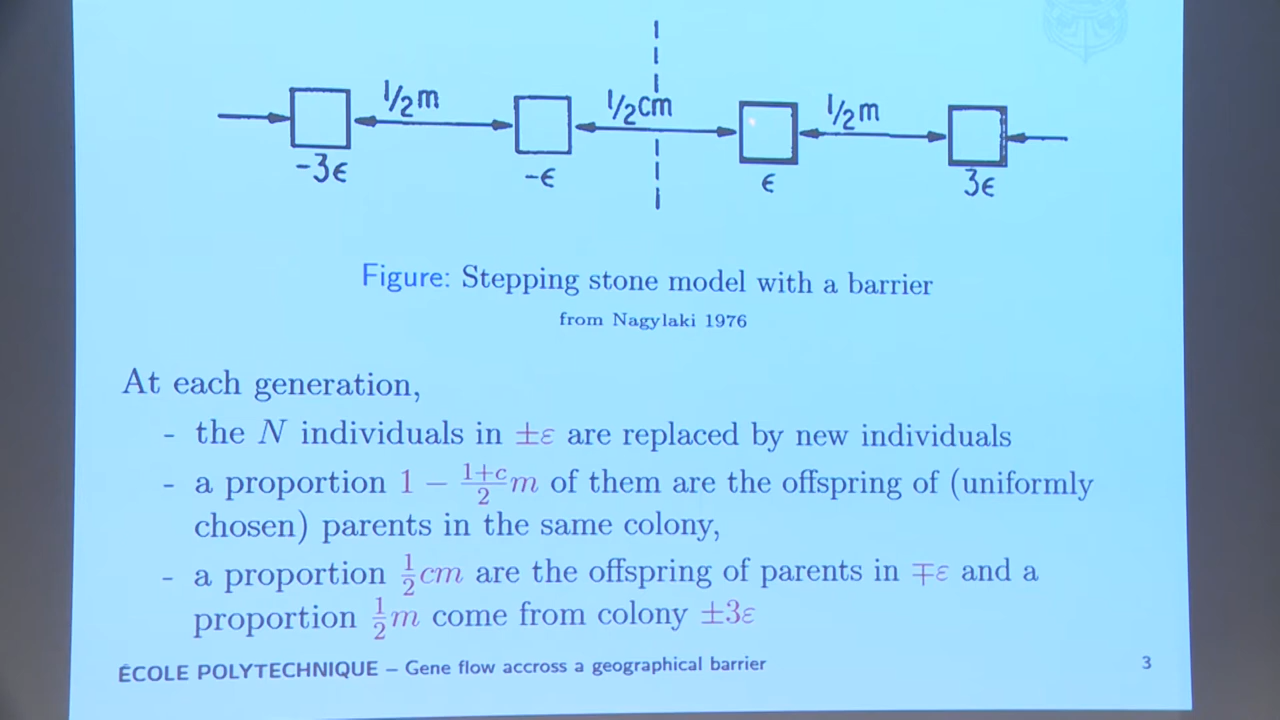 1/2m 1/2cm 1/2m
-3ϵ -ϵ ϵ 3ϵ
Figure: Stepping stone model with a barrier
from Nagylaki 1976
At each generation,
- the N individuals in ±ε are replaced by new individuals
- a proportion 1 − (1+c)/2 m of them are the offspring of (uniformly
chosen) parents in the same colony,
- a proportion 1/2 cm are the offspring of parents in ∓ε and a
proportion 1/2 m come from colony ±3ε
ÉCOLE POLYTECHNIQUE – Gene flow accross a geographical barrier 3